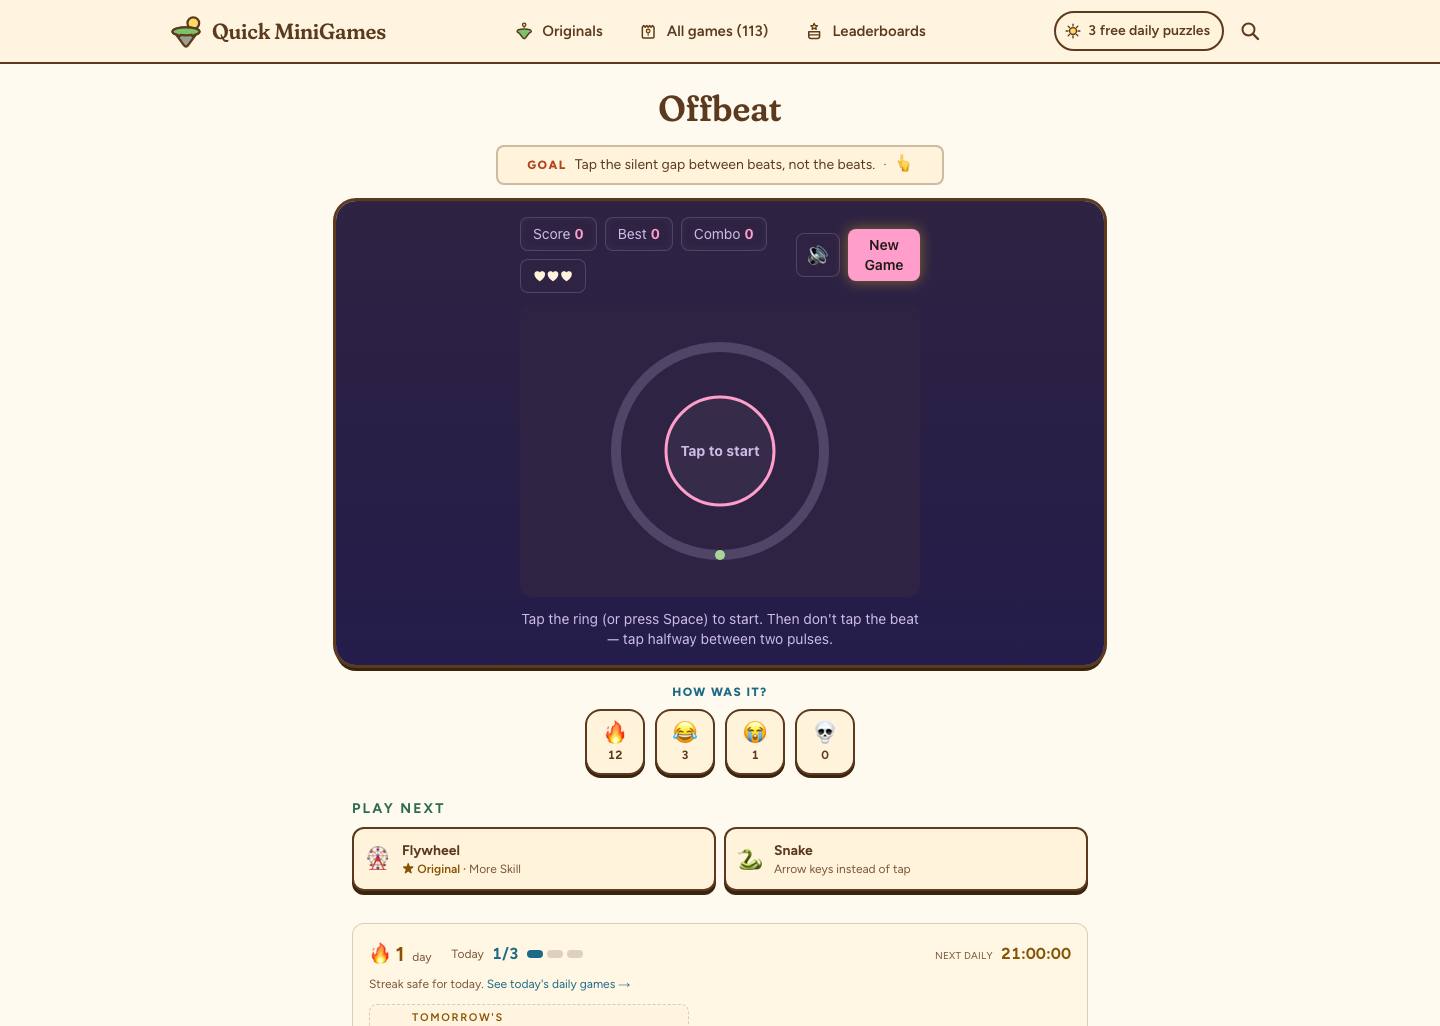 Quick MiniGames
Originals
All games (113)
Leaderboards
3 free daily puzzles
Offbeat
GOAL Tap the silent gap between beats, not the beats. ·
Score 0
Best 0
Combo 0
New
Game
Tap to start
Tap the ring (or press Space) to start. Then don't tap the beat
— tap halfway between two pulses.
HOW WAS IT?
12
3
1
0
PLAY NEXT
Flywheel
Original · More Skill
Snake
Arrow keys instead of tap
1 day
Today 1/3
NEXT DAILY 21:00:00
Streak safe for today. See today's daily games →
TOMORROW'S